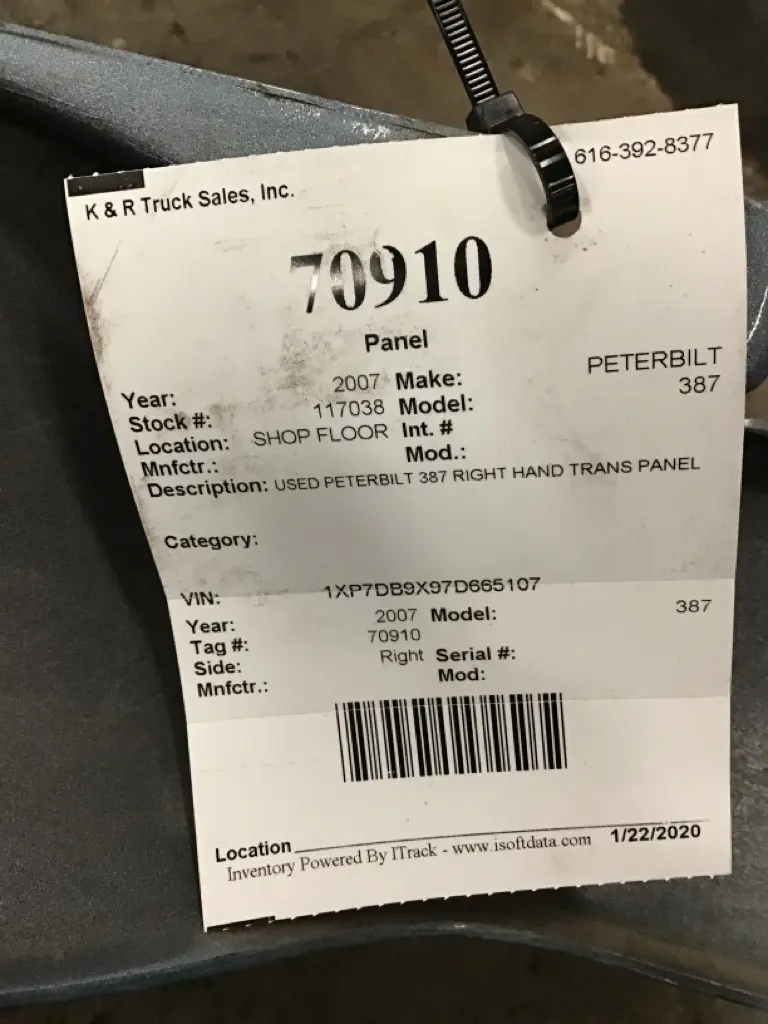 K & R Truck Sales, Inc. 616-392-8377
70910
Panel
Year: 2007 Make: PETERBILT
Stock #: 117038 Model: 387
Location: SHOP FLOOR Int. #
Mnfctr.: Mod.:
Description: USED PETERBILT 387 RIGHT HAND TRANS PANEL
Category:
VIN: 1XP7DB9X97D665107
Year: 2007 Model: 387
Tag #: 70910
Side: Right Serial #:
Mnfctr.: Mod:
Location
Inventory Powered By ITrack - www.isoftdata.com 1/22/2020